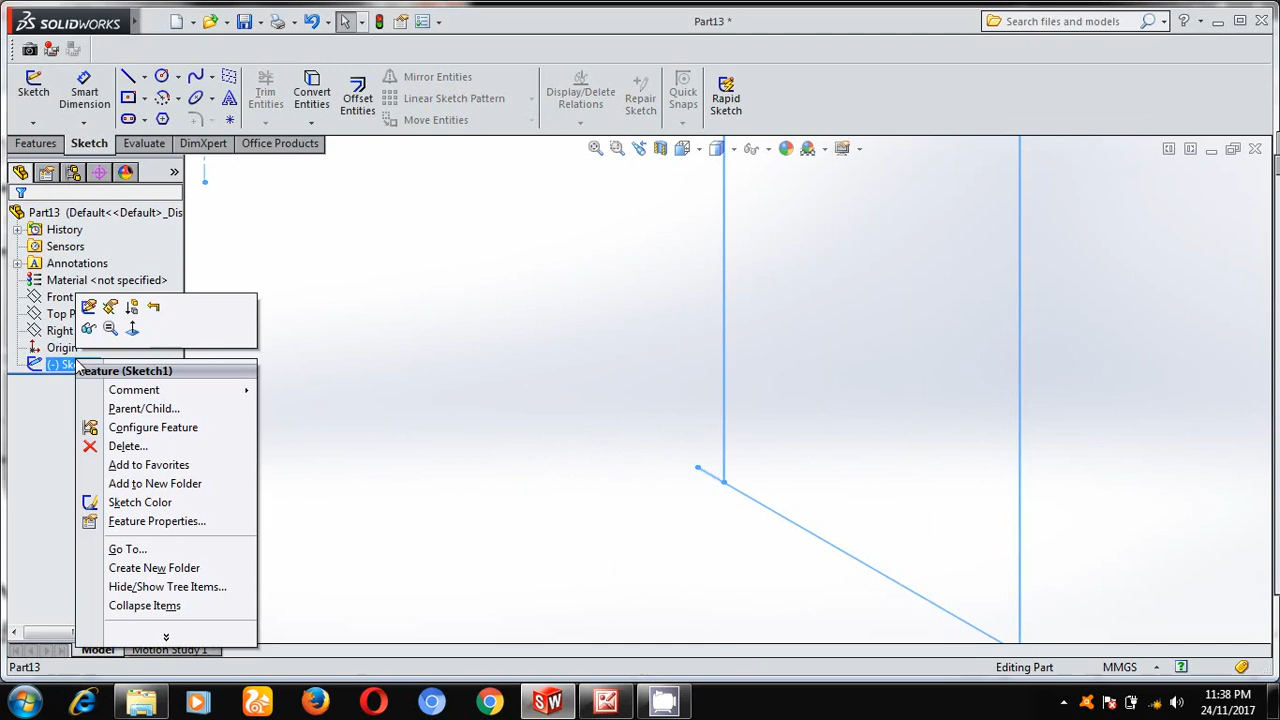 SOLIDWORKS
Part13 *
Search files and models
Sketch
Smart Dimension
Trim Entities
Convert Entities
Offset Entities
Mirror Entities
Linear Sketch Pattern
Move Entities
Display/Delete Relations
Repair Sketch
Quick Snaps
Rapid Sketch
Features
Sketch
Evaluate
DimXpert
Office Products
Part13 (Default<<Default>_Dis
History
Sensors
Annotations
Material <not specified>
Front
Top P
Right
Origin
(-) Sk
Feature (Sketch1)
Comment
Parent/Child...
Configure Feature
Delete...
Add to Favorites
Add to New Folder
Sketch Color
Feature Properties...
Go To...
Create New Folder
Hide/Show Tree Items...
Collapse Items
Model
Motion Study 1
Part13
Editing Part
MMGS
11:38 PM
24/11/2017